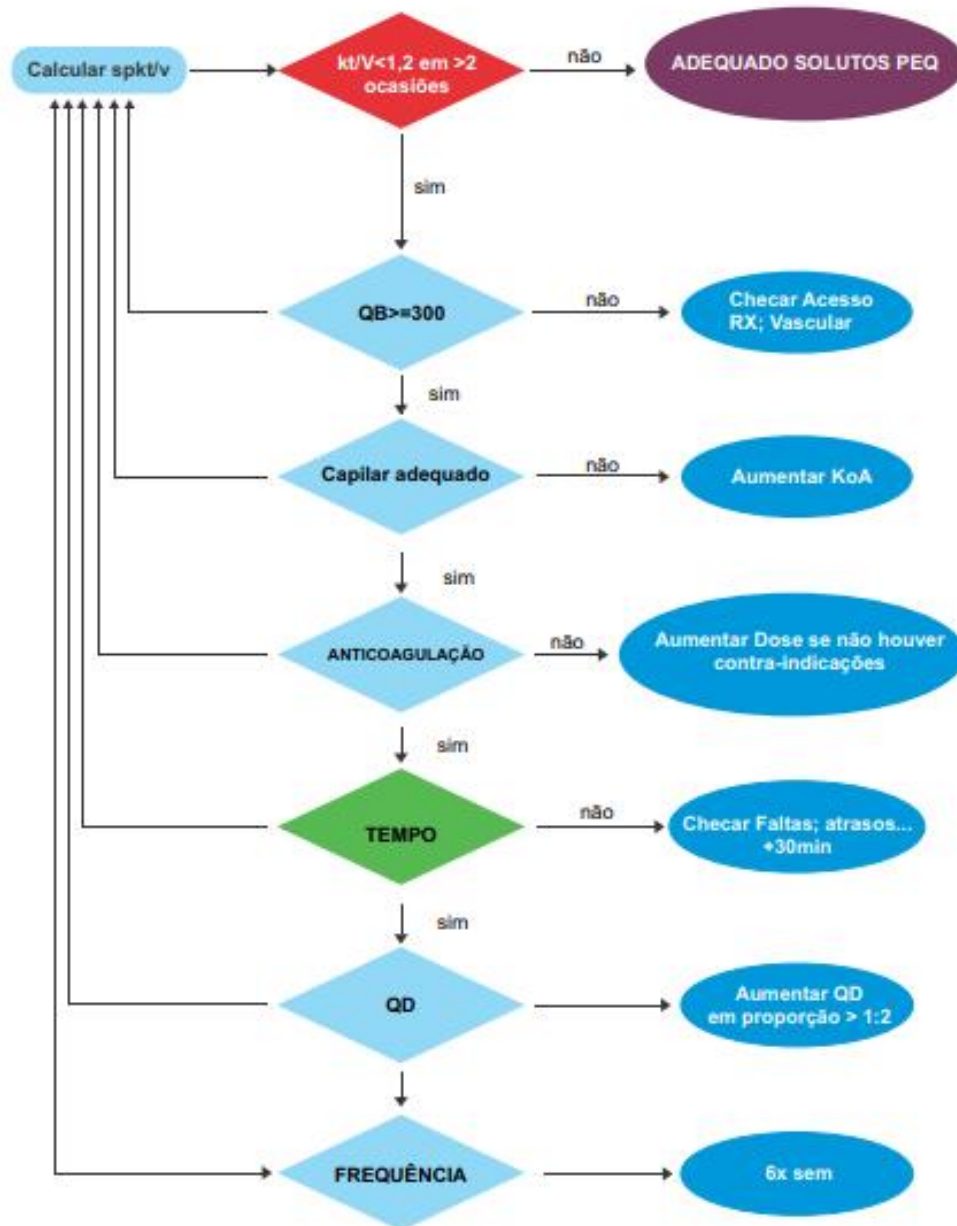 Calcular spkt/v
kt/V<1,2 em >2
ocasiões
não
ADEQUADO SOLUTOS PEQ
sim
QB>=300
não
Checar Acesso
RX; Vascular
sim
Capilar adequado
não
Aumentar KoA
sim
ANTICOAGULAÇÃO
não
Aumentar Dose se não houver
contra-indicações
sim
TEMPO
não
Checar Faltas; atrasos...
+30min
sim
QD
Aumentar QD
em proporção > 1:2
FREQUÊNCIA
6x sem